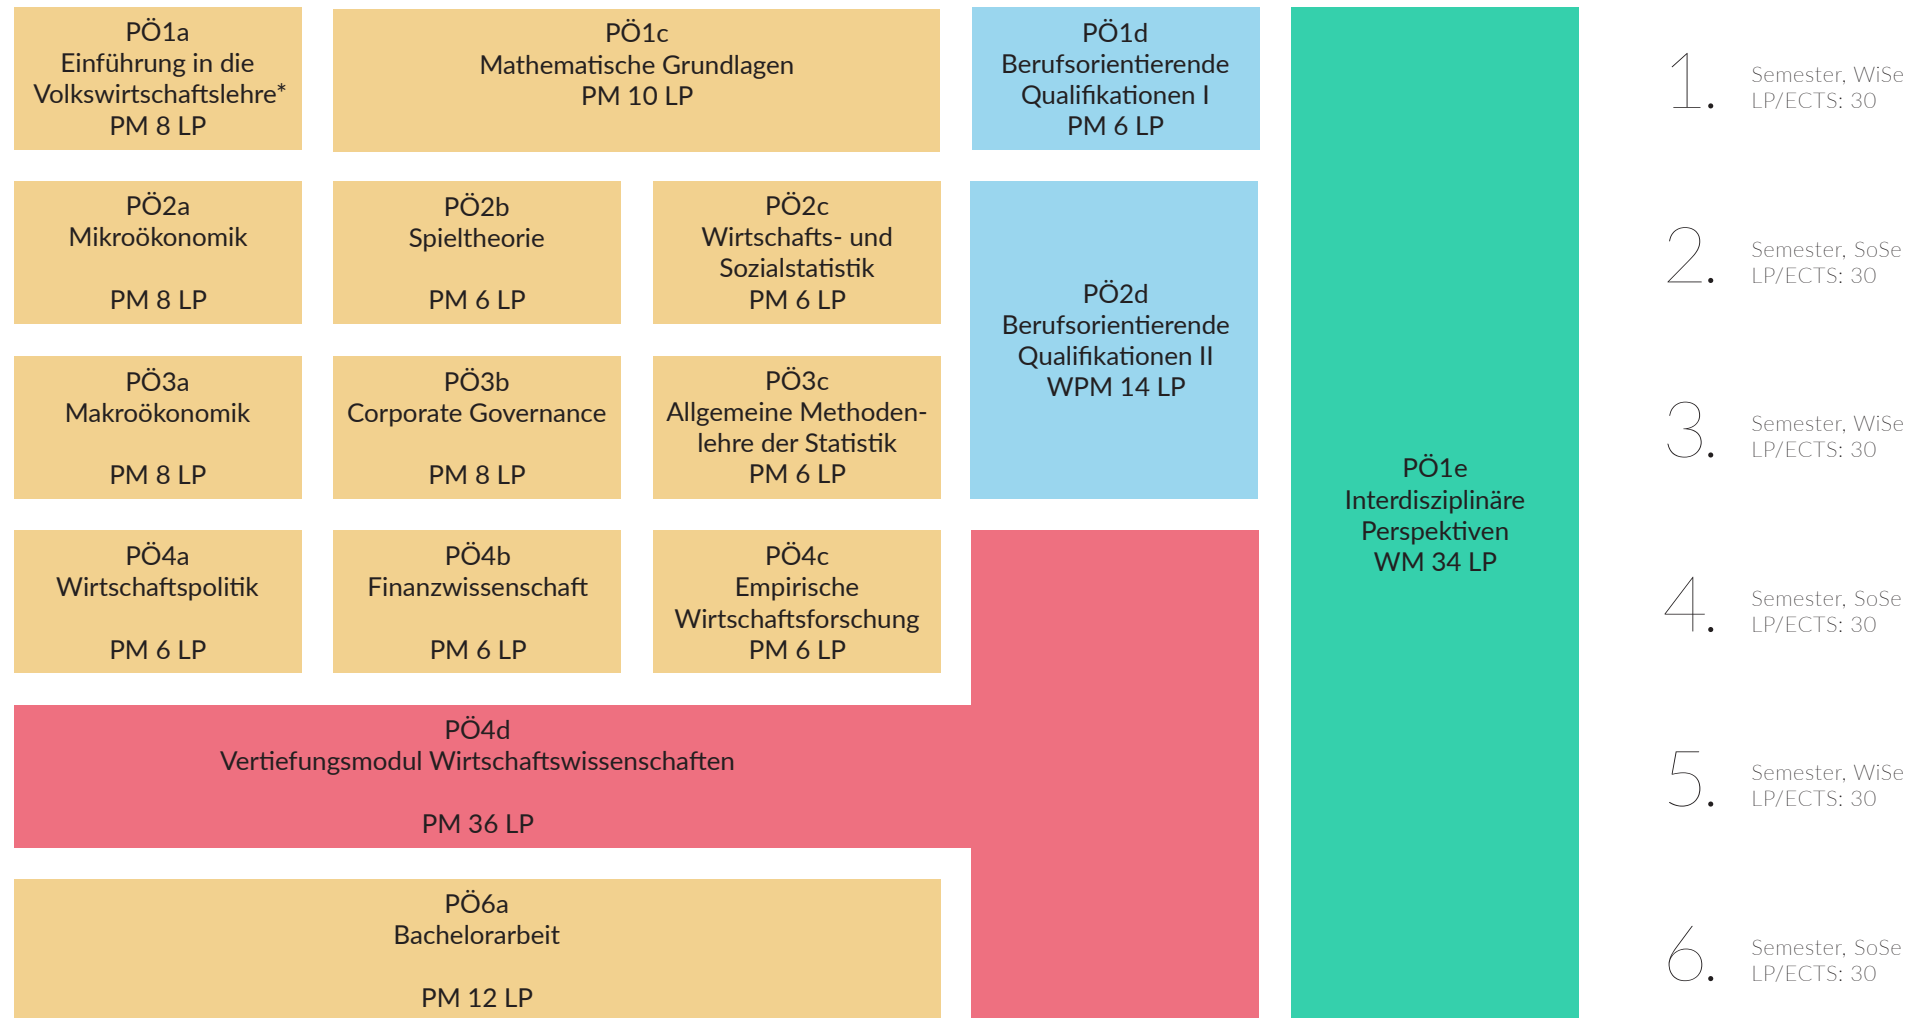 PÖ1a
Einführung in die
Volkswirtschaftslehre*
PM 8 LP
PÖ1c
Mathematische Grundlagen
PM 10 LP
PÖ1d
Berufsorientierende
Qualifikationen I
PM 6 LP
1.
Semester, WiSe
LP/ECTS: 30
PÖ2a
Mikroökonomik
PM 8 LP
PÖ2b
Spieltheorie
PM 6 LP
PÖ2c
Wirtschafts- und
Sozialstatistik
PM 6 LP
PÖ2d
Berufsorientierende
Qualifikationen II
WPM 14 LP
2.
Semester, SoSe
LP/ECTS: 30
PÖ3a
Makroökonomik
PM 8 LP
PÖ3b
Corporate Governance
PM 8 LP
PÖ3c
Allgemeine Methoden-
lehre der Statistik
PM 6 LP
PÖ1e
Interdisziplinäre
Perspektiven
WM 34 LP
3.
Semester, WiSe
LP/ECTS: 30
PÖ4a
Wirtschaftspolitik
PM 6 LP
PÖ4b
Finanzwissenschaft
PM 6 LP
PÖ4c
Empirische
Wirtschaftsforschung
PM 6 LP
4.
Semester, SoSe
LP/ECTS: 30
PÖ4d
Vertiefungsmodul Wirtschaftswissenschaften
PM 36 LP
5.
Semester, WiSe
LP/ECTS: 30
PÖ6a
Bachelorarbeit
PM 12 LP
6.
Semester, SoSe
LP/ECTS: 30